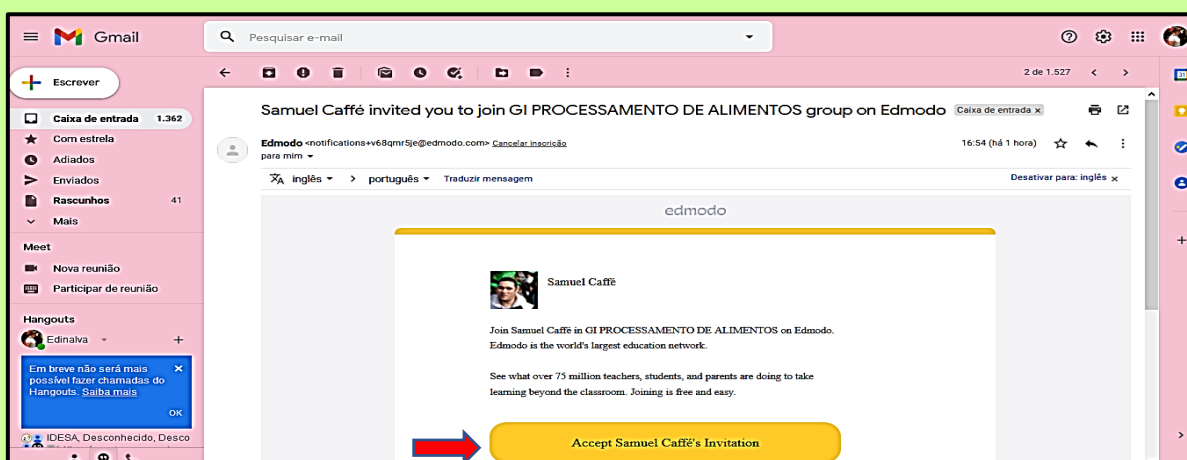 Gmail
Pesquisar e-mail
Escrever
2 de 1.527
Caixa de entrada 1.362
Com estrela
Adiados
Enviados
Rascunhos 41
Mais
Meet
Nova reunião
Participar de reunião
Hangouts
Edinalva
Em breve não será mais
possível fazer chamadas do
Hangouts. Saiba mais
OK
IDESA, Desconhecido, Desco
Samuel Caffé invited you to join GI PROCESSAMENTO DE ALIMENTOS group on Edmodo Caixa de entrada x
Edmodo <notifications+v68qmr5je@edmodo.com> Cancelar inscrição 16:54 (há 1 hora)
para mim
inglês > português Traduzir mensagem Desativar para: inglês x
edmodo
Samuel Caffé
Join Samuel Caffé in GI PROCESSAMENTO DE ALIMENTOS on Edmodo.
Edmodo is the world's largest education network.
See what over 75 million teachers, students, and parents are doing to take
learning beyond the classroom. Joining is free and easy.
Accept Samuel Caffé's Invitation
31